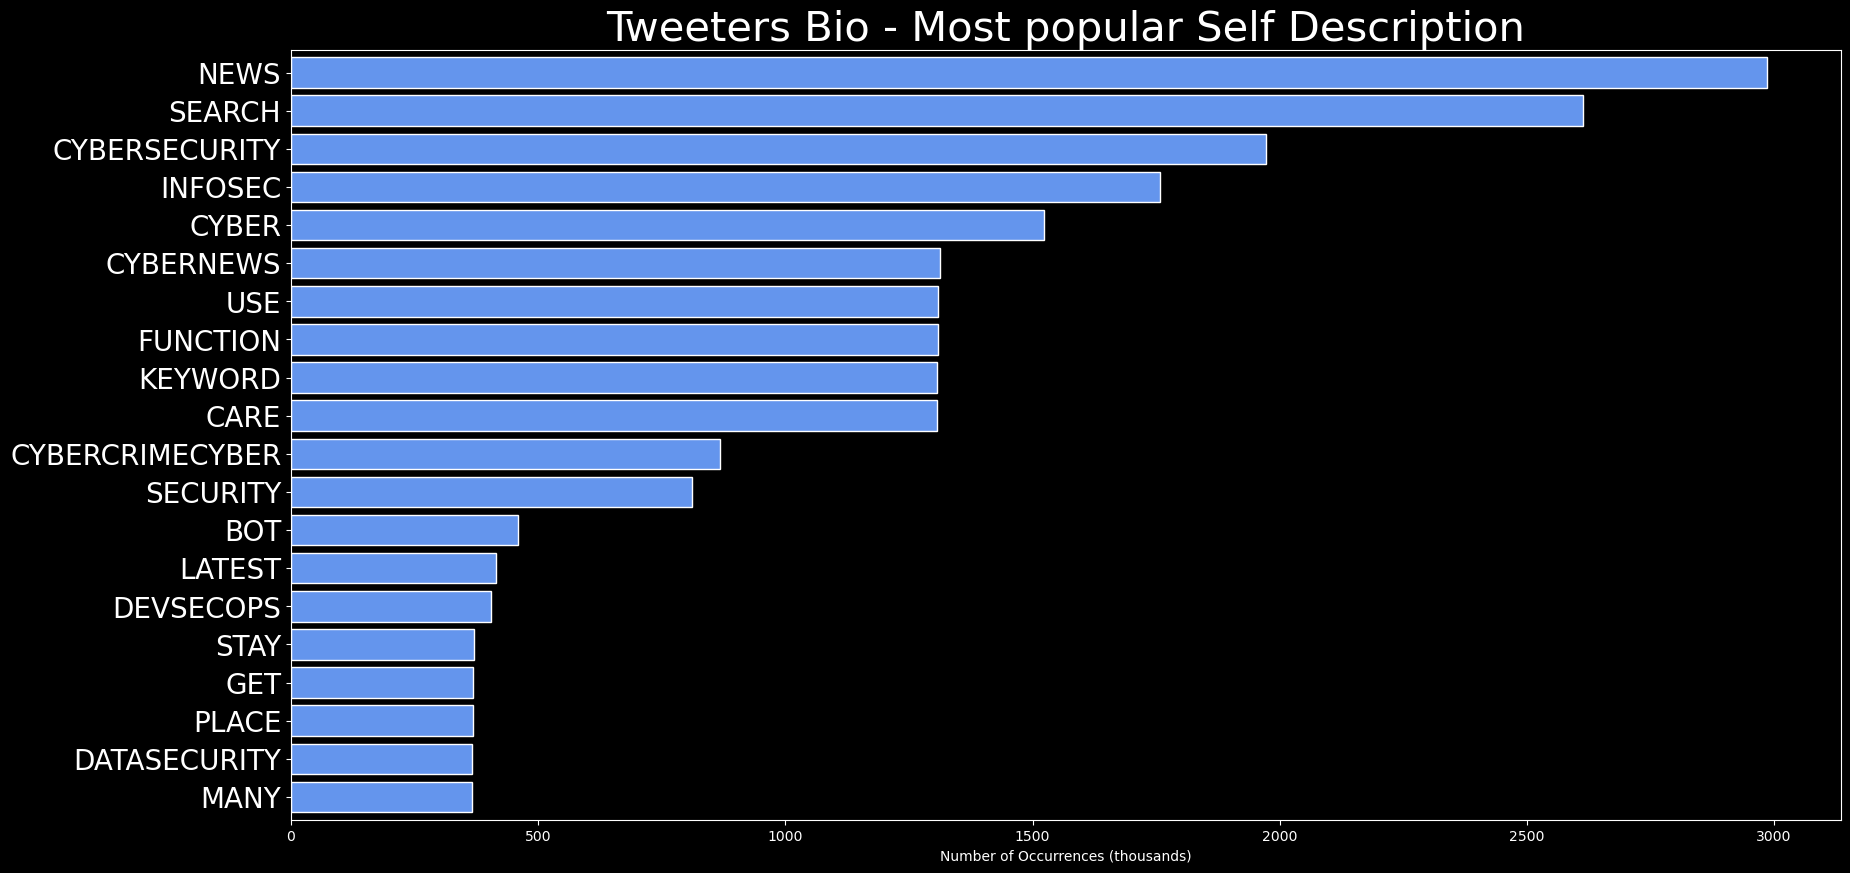 Tweeters Bio - Most popular Self Description
NEWS
SEARCH
CYBERSECURITY
INFOSEC
CYBER
CYBERNEWS
USE
FUNCTION
KEYWORD
CARE
CYBERCRIMECYBER
SECURITY
BOT
LATEST
DEVSECOPS
STAY
GET
PLACE
DATASECURITY
MANY
0 500 1000 1500 2000 2500 3000
Number of Occurrences (thousands)